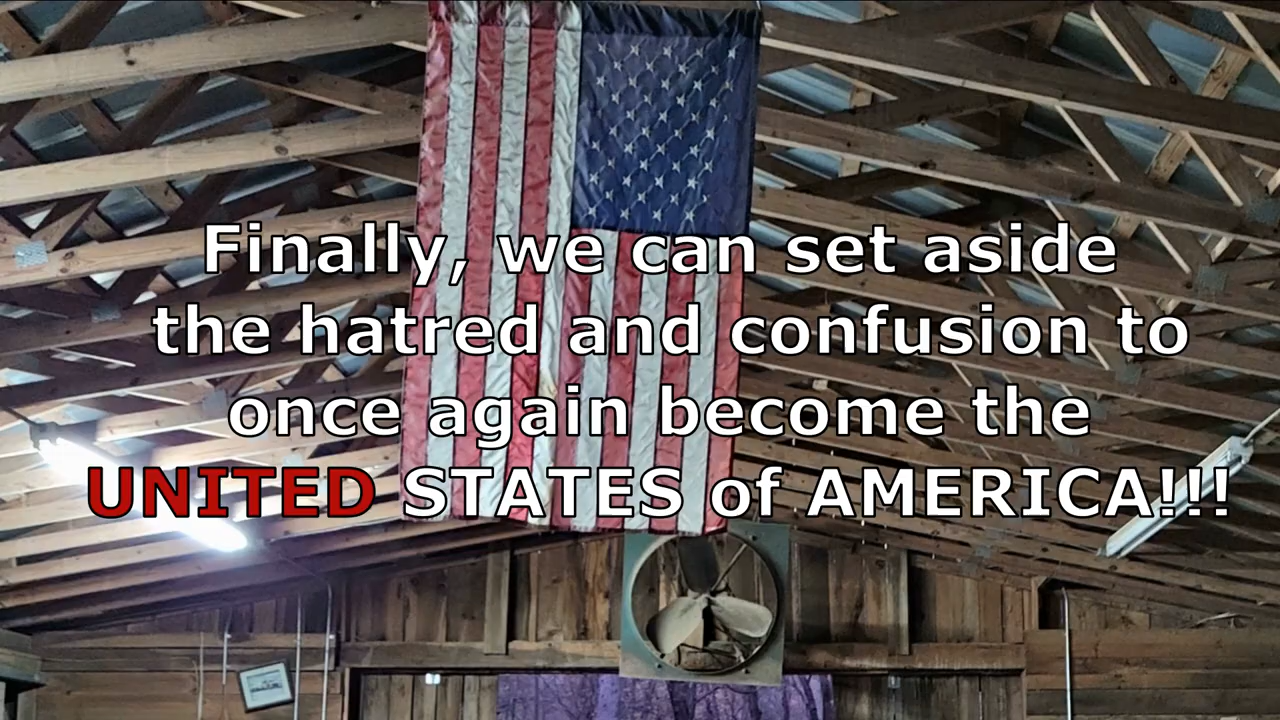 Finally, we can set aside
the hatred and confusion to
once again become the
UNITED STATES of AMERICA!!!